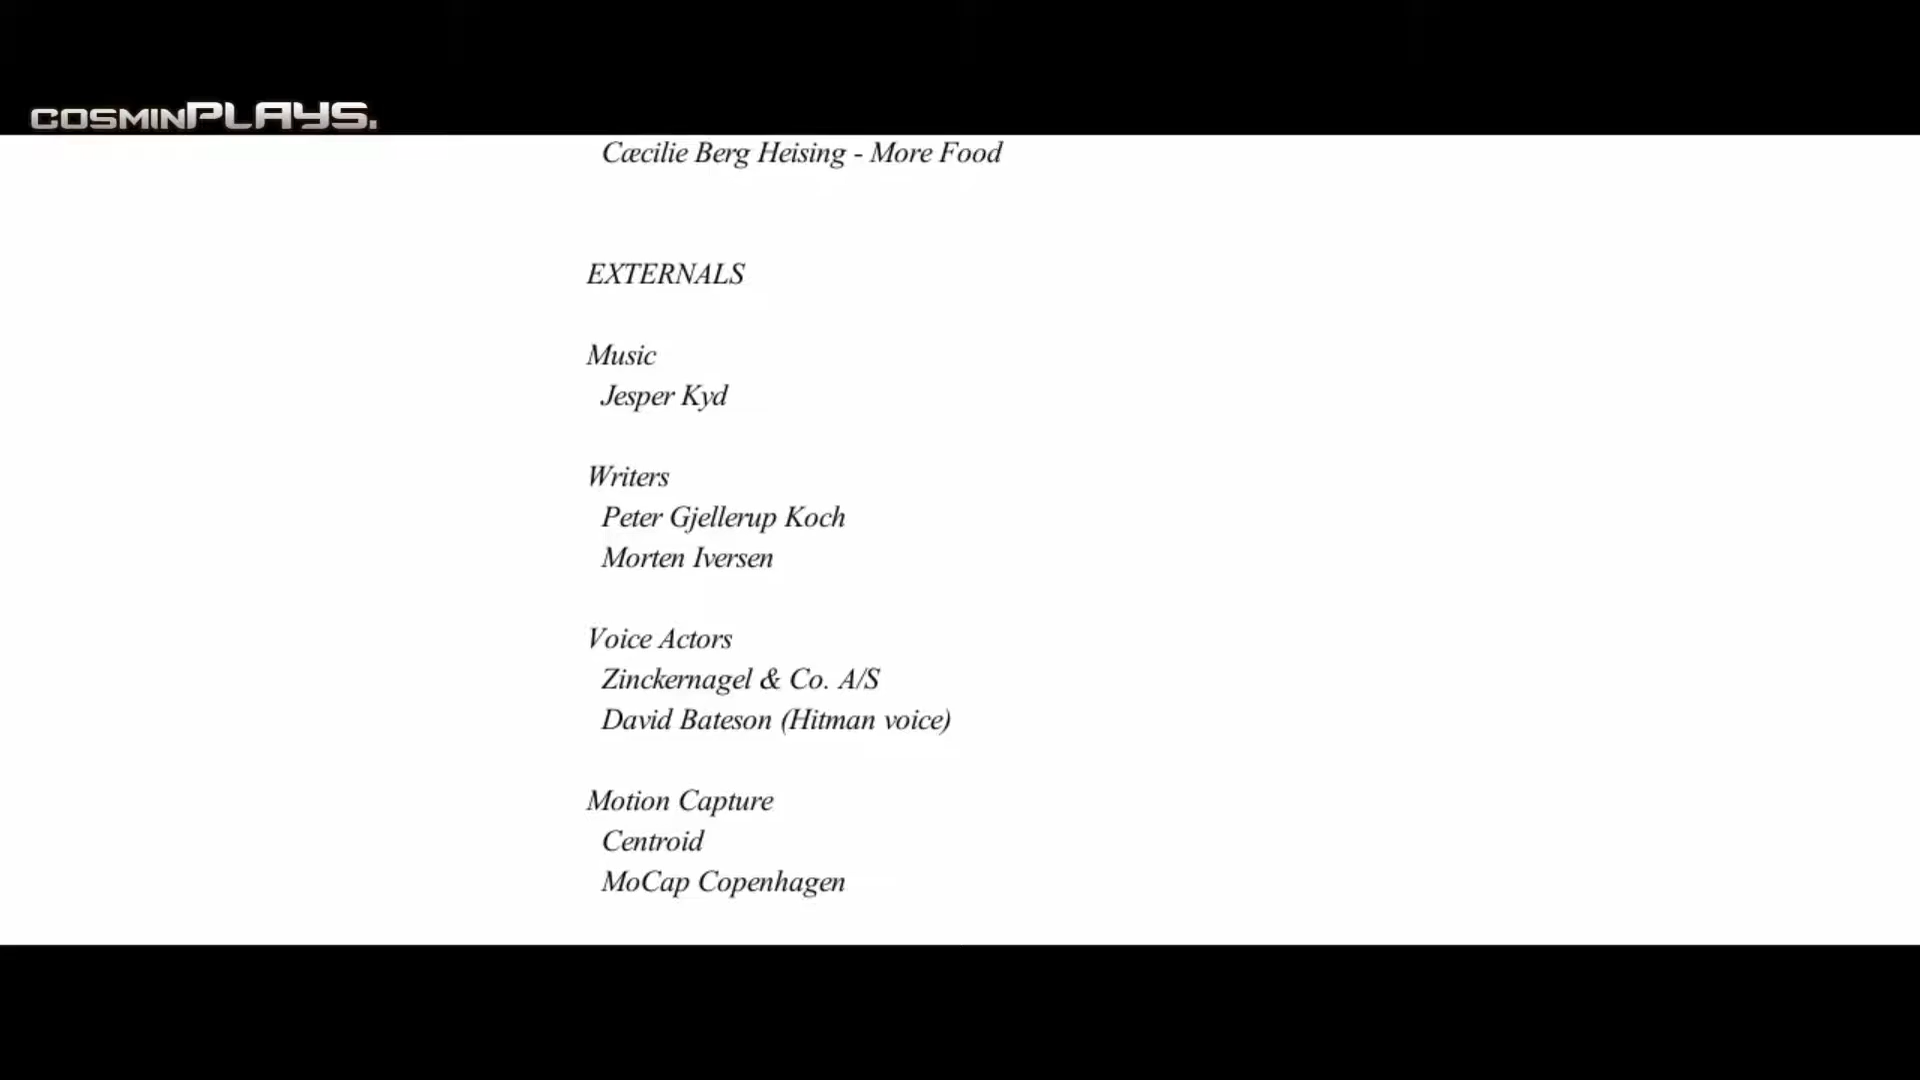 COSMINPLAYS.
Cæcilie Berg Heising - More Food
EXTERNALS
Music
Jesper Kyd
Writers
Peter Gjellerup Koch
Morten Iversen
Voice Actors
Zinckernagel & Co. A/S
David Bateson (Hitman voice)
Motion Capture
Centroid
MoCap Copenhagen